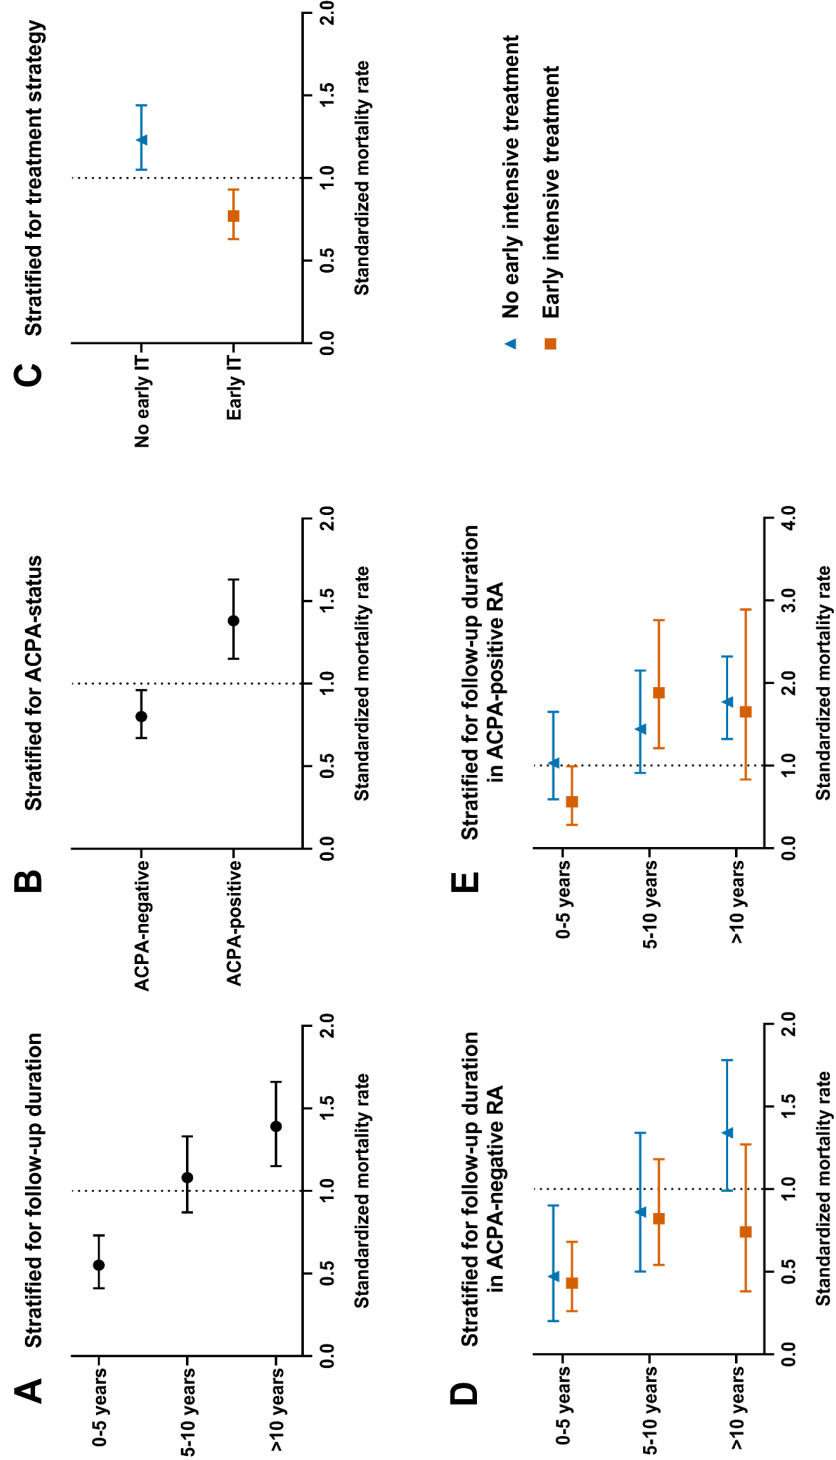 A
Stratified for follow-up duration
0-5 years
5-10 years
>10 years
0.0 0.5 1.0 1.5 2.0
Standardized mortality rate
B
Stratified for ACPA-status
ACPA-negative
ACPA-positive
0.0 0.5 1.0 1.5 2.0
Standardized mortality rate
C
Stratified for treatment strategy
No early IT
Early IT
0.0 0.5 1.0 1.5 2.0
Standardized mortality rate
D
Stratified for follow-up duration
in ACPA-negative RA
0-5 years
5-10 years
>10 years
0.0 0.5 1.0 1.5 2.0
Standardized mortality rate
E
Stratified for follow-up duration
in ACPA-positive RA
0-5 years
5-10 years
>10 years
0.0 1.0 2.0 3.0 4.0
Standardized mortality rate
No early intensive treatment
Early intensive treatment